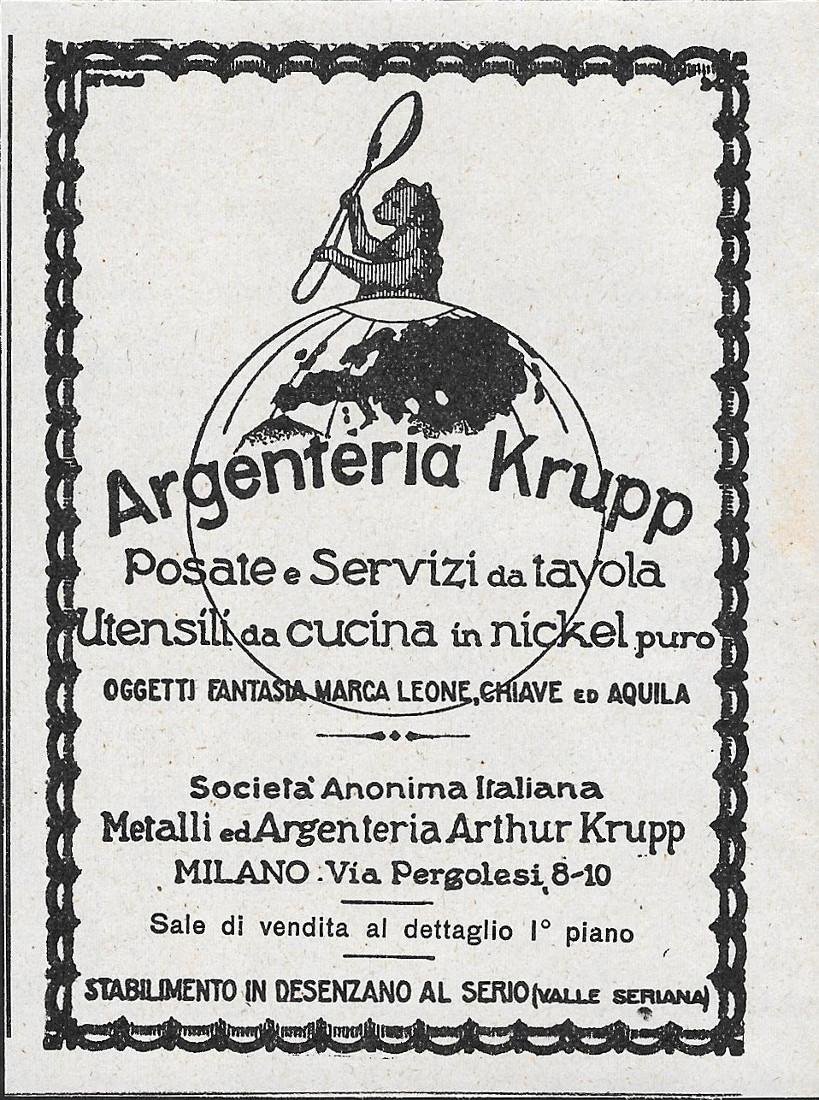 Argenteria Krupp
Posate e Servizi da tavola
Utensili da cucina in nickel puro
OGGETTI FANTASIA MARCA LEONE, CHIAVE ED AQUILA
Società Anonima Italiana
Metalli ed Argenteria Arthur Krupp
MILANO . Via Pergolesi, 8-10
Sale di vendita al dettaglio I° piano
STABILIMENTO IN DESENZANO AL SERIO (VALLE SERIANA)